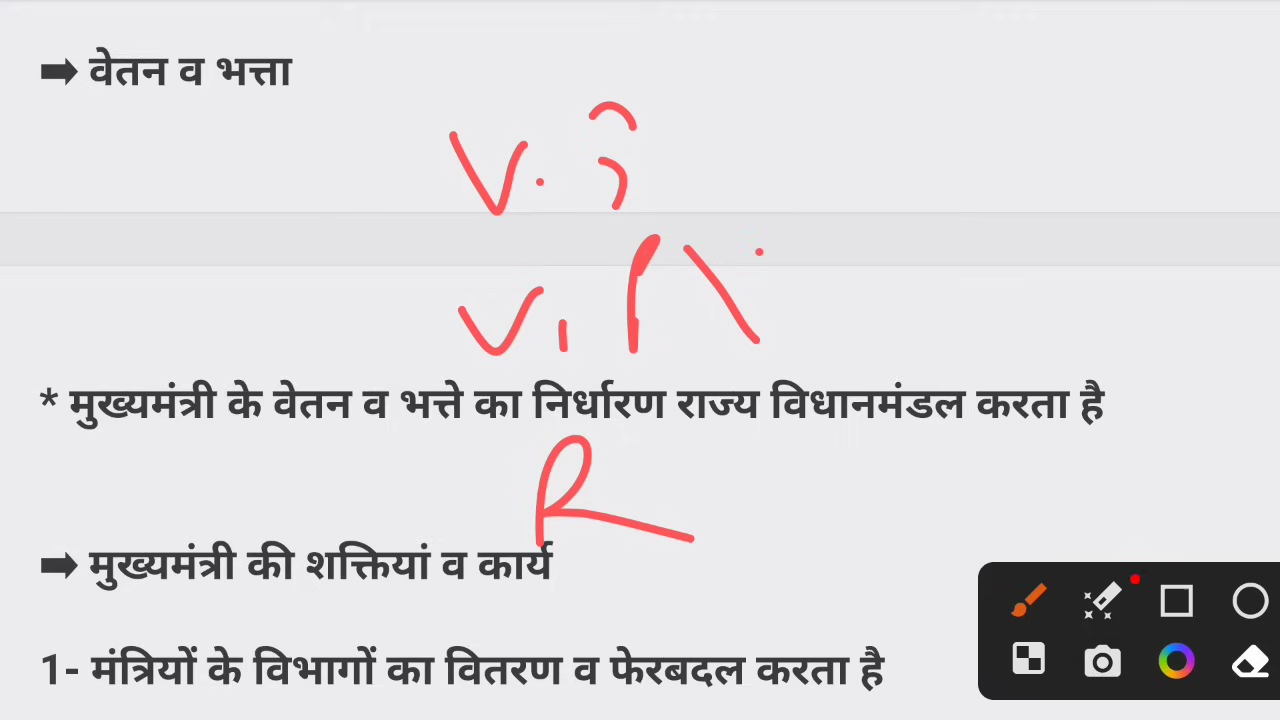 ➡ वेतन व भत्ता
* मुख्यमंत्री के वेतन व भत्ते का निर्धारण राज्य विधानमंडल करता है
R
➡ मुख्यमंत्री की शक्तियां व कार्य
1- मंत्रियों के विभागों का वितरण व फेरबदल करता है